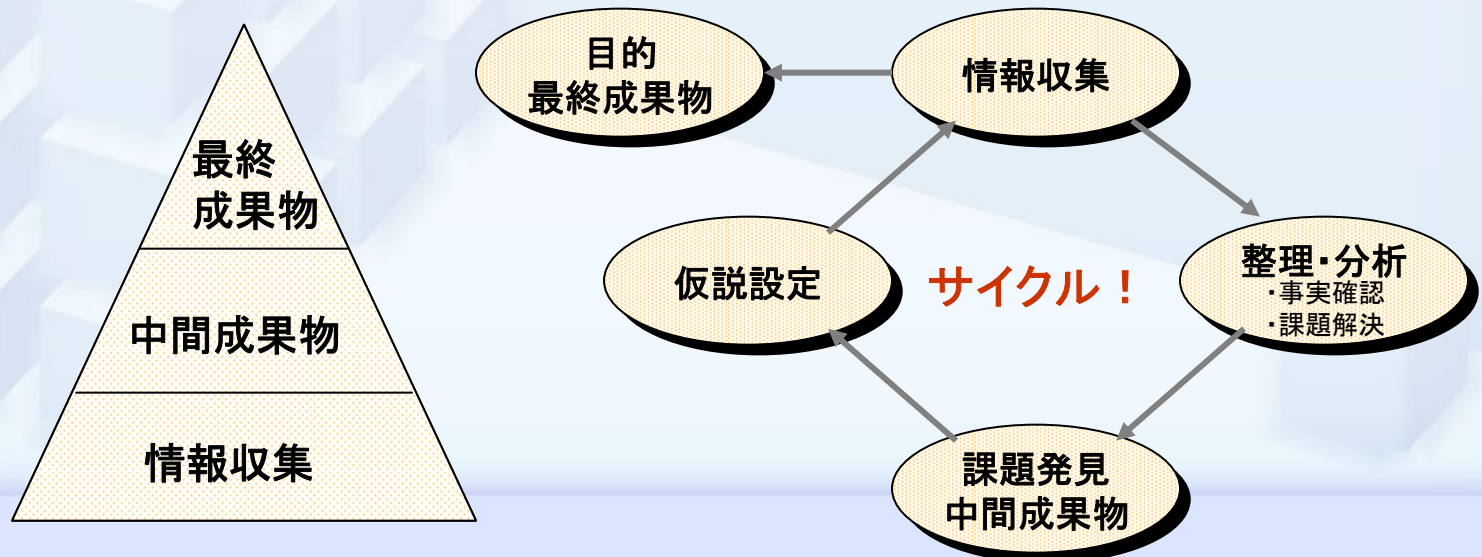 最終
成果物
中間成果物
情報収集
目的
最終成果物
情報収集
仮説設定
サイクル！
整理・分析
・事実確認
・課題解決
課題発見
中間成果物